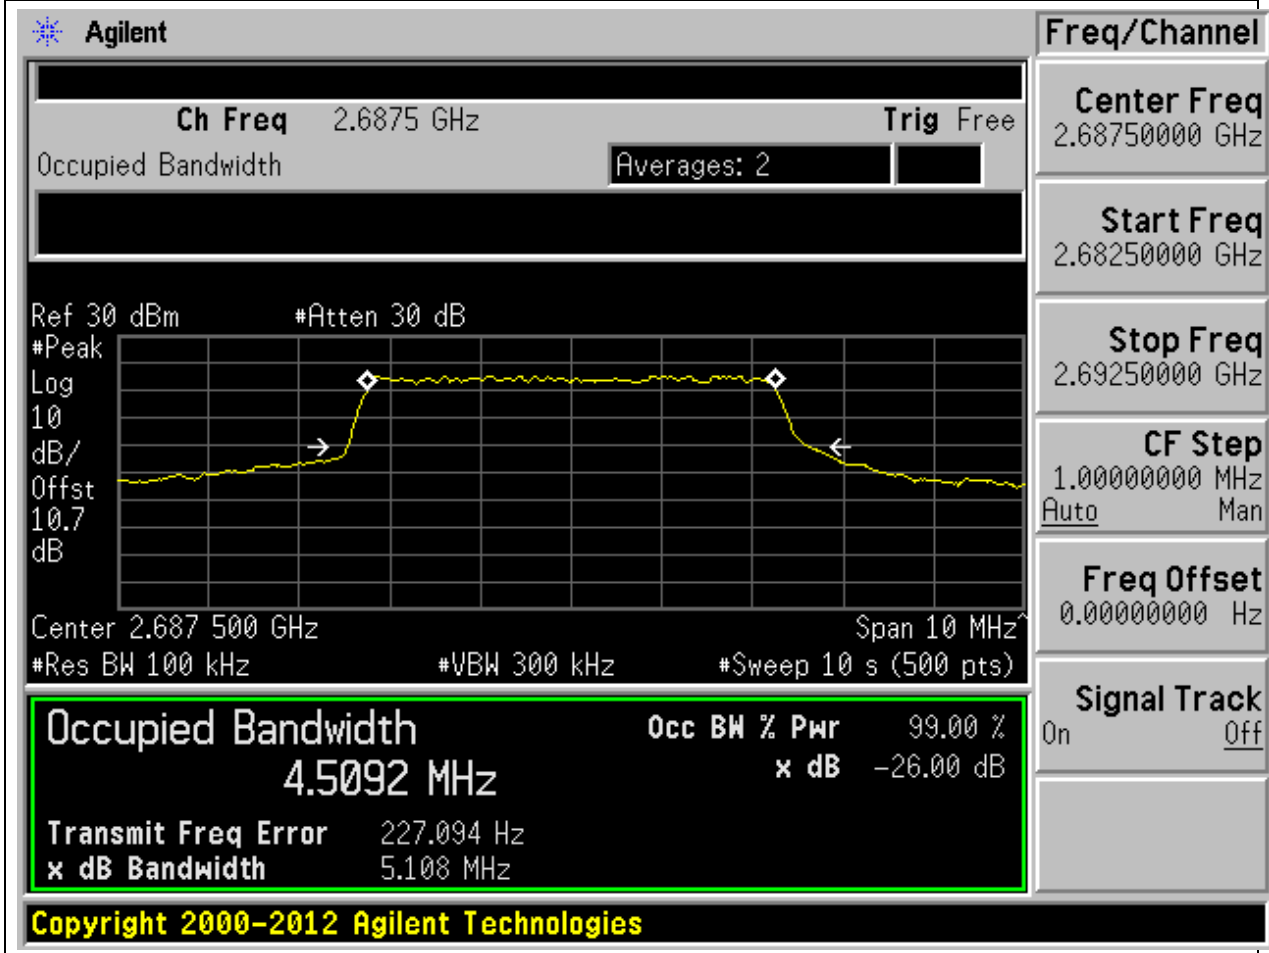 Agilent
Freq/Channel
Ch Freq 2.6875 GHz Trig Free
Occupied Bandwidth Averages: 2
Center Freq
2.68750000 GHz
Start Freq
2.68250000 GHz
Stop Freq
2.69250000 GHz
CF Step
1.00000000 MHz
Auto Man
Freq Offset
0.00000000 Hz
Signal Track
On Off
Ref 30 dBm #Atten 30 dB
#Peak
Log
10
dB/
Offst
10.7
dB
Center 2.687 500 GHz Span 10 MHz^
#Res BW 100 kHz #VBW 300 kHz #Sweep 10 s (500 pts)
Occupied Bandwidth Occ BW % Pwr 99.00 %
4.5092 MHz x dB -26.00 dB
Transmit Freq Error 227.094 Hz
x dB Bandwidth 5.108 MHz
Copyright 2000-2012 Agilent Technologies